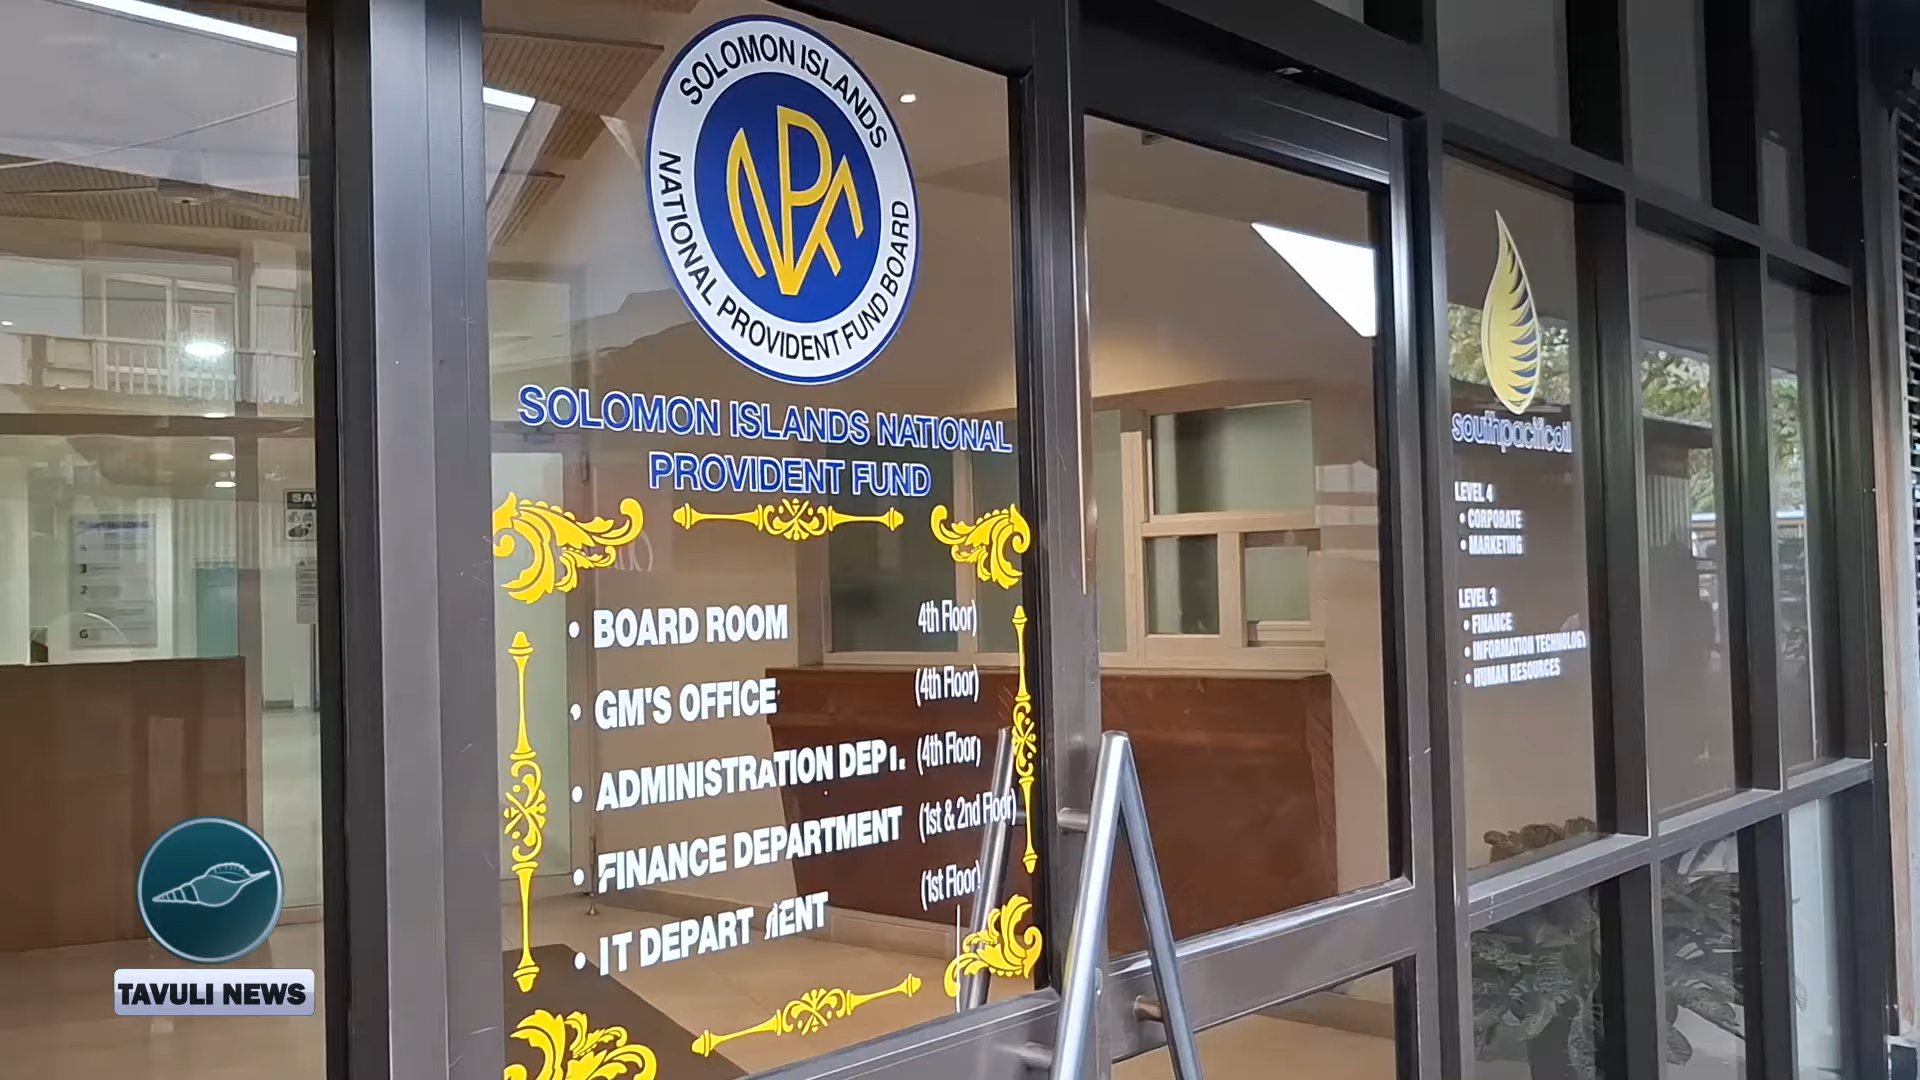 SOLOMON ISLANDS
NATIONAL PROVIDENT FUND BOARD
NPF
SOLOMON ISLANDS NATIONAL
PROVIDENT FUND
• BOARD ROOM 4th Floor)
• GM'S OFFICE (4th Floor)
• ADMINISTRATION DEPT. (4th Floor)
• FINANCE DEPARTMENT (1st & 2nd Floor)
• IT DEPARTMENT (1st Floor)
southpacificoil
LEVEL 4
• CORPORATE
• MARKETING
LEVEL 3
• FINANCE
• INFORMATION TECHNOLOGY
• HUMAN RESOURCES
2
G
TAVULI NEWS